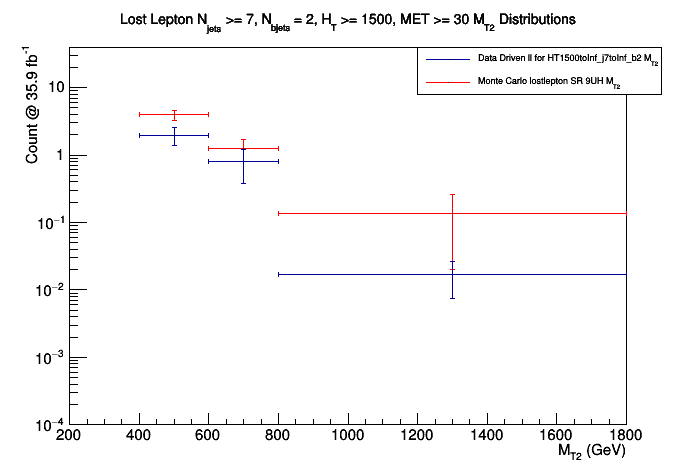 Lost Lepton N_jets >= 7, N_bjets = 2, H_T >= 1500, MET >= 30 M_T2 Distributions
Data Driven II for HT1500toInf_j7toInf_b2 M_T2
Monte Carlo lostlepton SR 9UH M_T2
Count @ 35.9 fb^-1
10
1
10^−1
10^−2
10^−3
10^−4
200 400 600 800 1000 1200 1400 1600 1800
M_T2 (GeV)